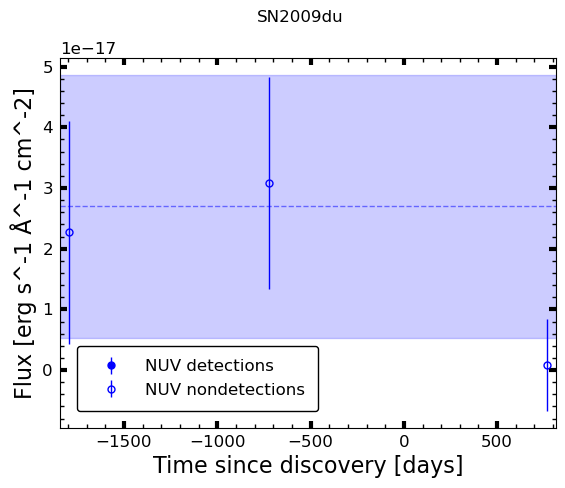 SN2009du
1e−17
5
4
3
2
1
0
Flux [erg s^-1 Å^-1 cm^-2]
NUV detections
NUV nondetections
−1500 −1000 −500 0 500
Time since discovery [days]